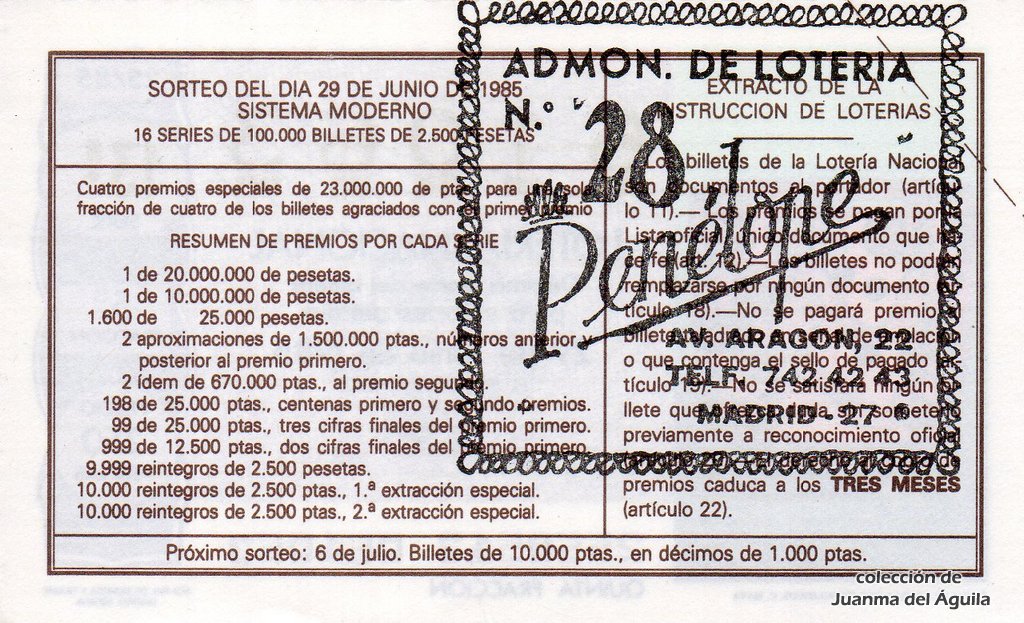 SORTEO DEL DIA 29 DE JUNIO DE 1985
SISTEMA MODERNO
16 SERIES DE 100.000 BILLETES DE 2.500 PESETAS
Cuatro premios especiales de 23.000.000 de ptas. para una sola
fracción de cuatro de los billetes agraciados con el primer premio
RESUMEN DE PREMIOS POR CADA SERIE
1 de 20.000.000 de pesetas.
1 de 10.000.000 de pesetas.
1.600 de 25.000 pesetas.
2 aproximaciones de 1.500.000 ptas., números anterior y
posterior al premio primero.
2 ídem de 670.000 ptas., al premio segundo.
198 de 25.000 ptas., centenas primero y segundo premios.
99 de 25.000 ptas., tres cifras finales del premio primero.
999 de 12.500 ptas., dos cifras finales del premio primero.
9.999 reintegros de 2.500 pesetas.
10.000 reintegros de 2.500 ptas., 1.ª extracción especial.
10.000 reintegros de 2.500 ptas., 2.ª extracción especial.
EXTRACTO DE LA
INSTRUCCION DE LOTERIAS
Los billetes de la Lotería Nacional
son documentos al portador (artícu-
lo 11).— Los premios se pagan por la
Lista oficial, único documento que ha-
ce fe (art. 12).—Los billetes no podrán
remplazarse por ningún documento (ar-
tículo 18).—No se pagará premio al
billete
o que contenga el sello de pagado (ar-
tículo 19).—No se satisfará ningún bi-
llete que sin someterlo
previamente a reconocimiento oficial
premios caduca a los TRES MESES
(artículo 22).
Próximo sorteo: 6 de julio. Billetes de 10.000 ptas., en décimos de 1.000 ptas.
ADMON. DE LOTERIA
N.º 28
Penélope
AV. ARAGON, 22
TELF. 742 42 43
MADRID - 27
QUINTA FRACCION
colección de
Juanma del Águila